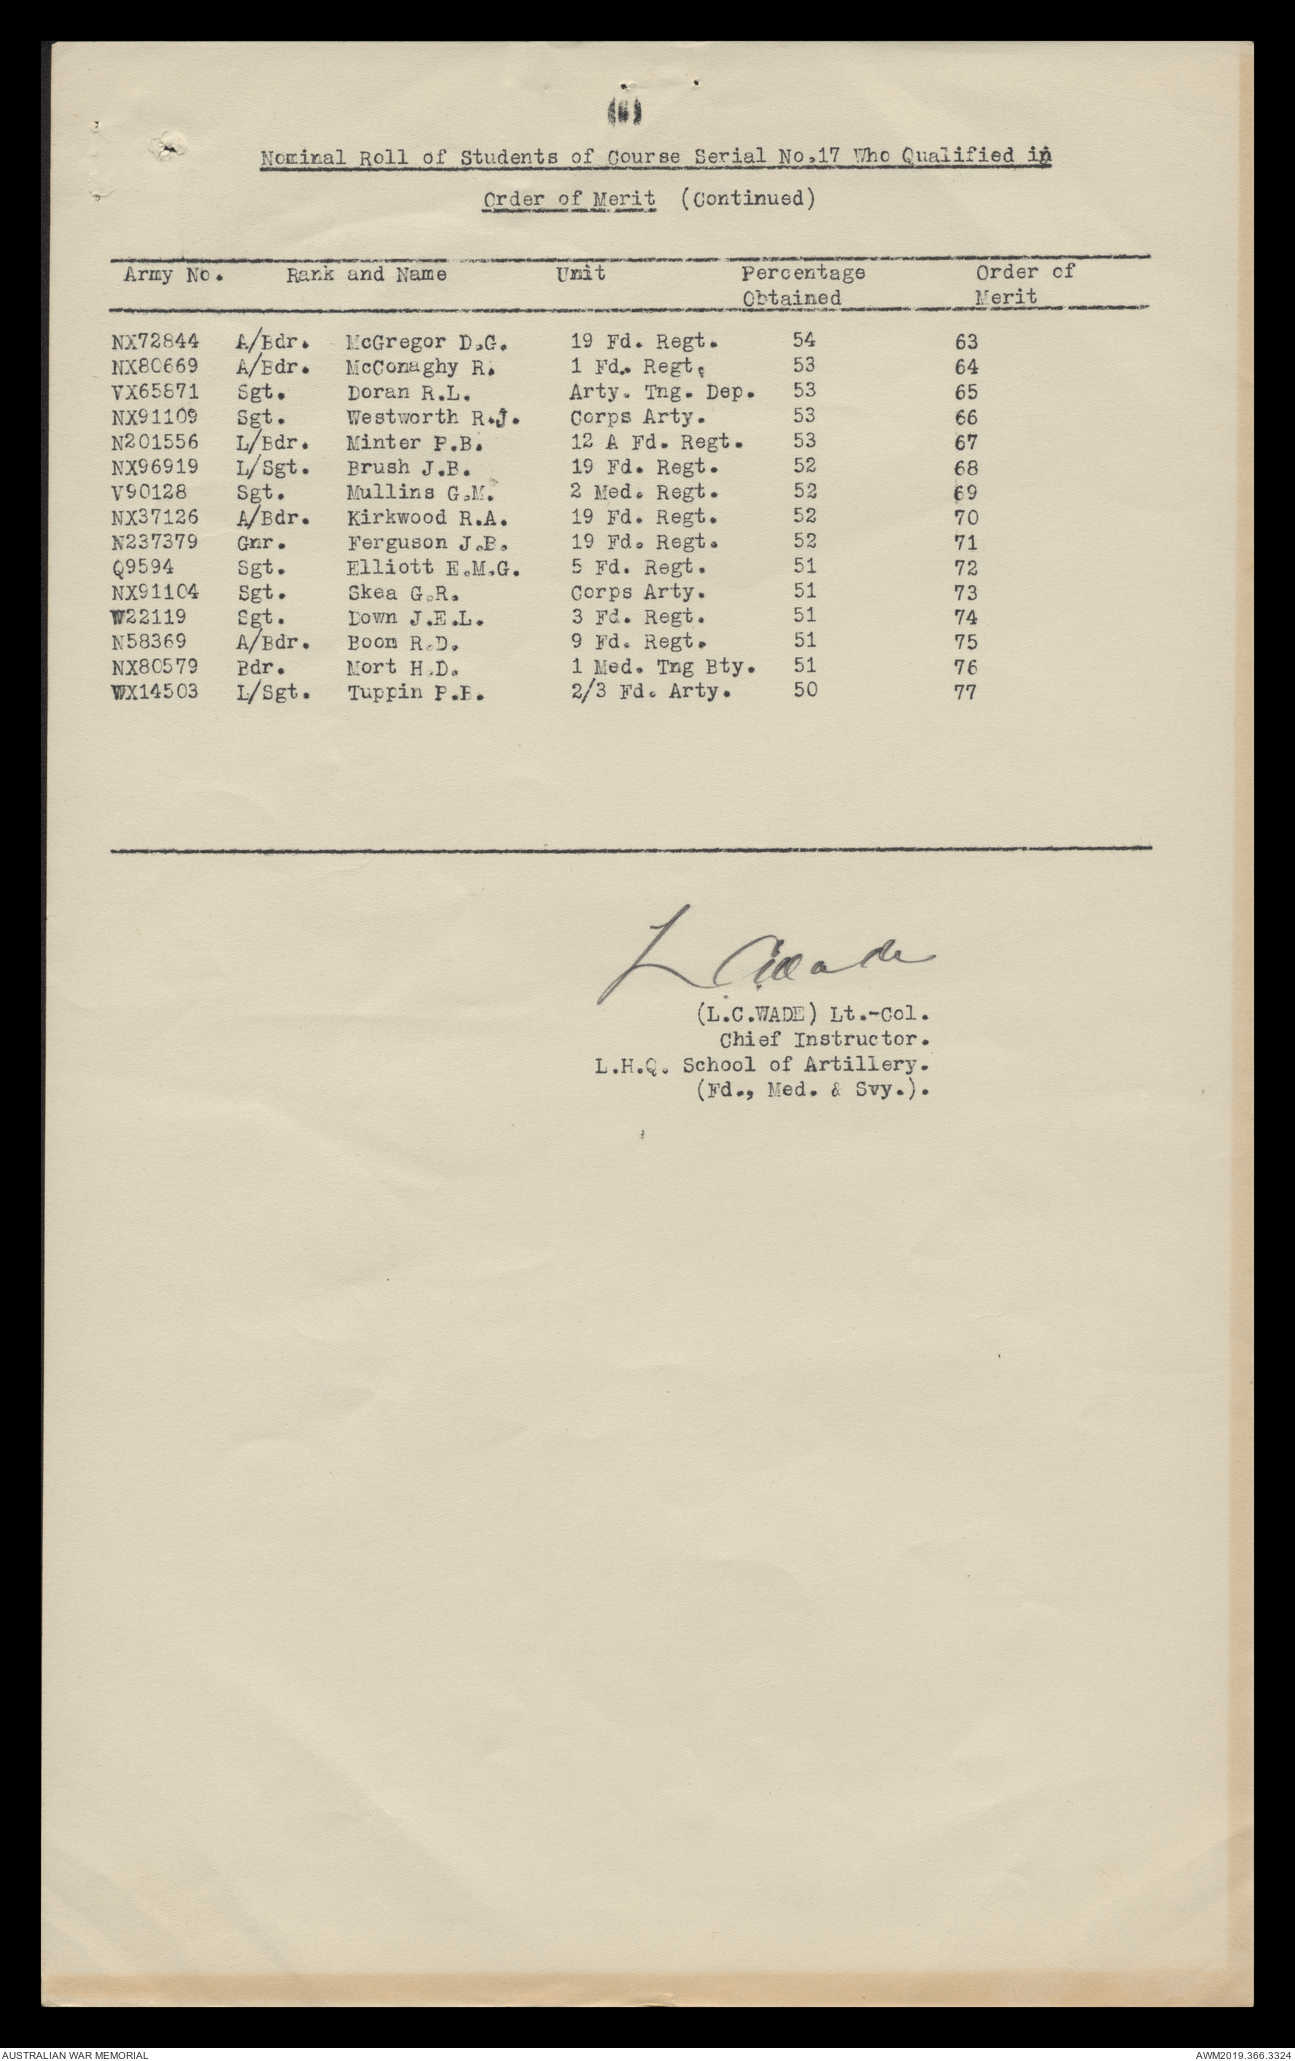 (6)
Nominal Roll of Students of Course Serial No.17 Who Qualified in
Order of Merit (Continued)
Army No. Rank and Name Unit Percentage Obtained Order of Merit
NX72844 A/Bdr. McGregor D.G. 19 Fd. Regt. 54 63
NX80669 A/Bdr. McConaghy R. 1 Fd. Regt. 53 64
VX65871 Sgt. Doran R.L. Arty. Tng. Dep. 53 65
NX91109 Sgt. Westworth R.J. Corps Arty. 53 66
N201556 L/Bdr. Minter P.B. 12 A Fd. Regt. 53 67
NX96919 L/Sgt. Brush J.B. 19 Fd. Regt. 52 68
V90128 Sgt. Mullins G.M. 2 Med. Regt. 52 69
NX37126 A/Bdr. Kirkwood R.A. 19 Fd. Regt. 52 70
N237379 Gnr. Ferguson J.B. 19 Fd. Regt. 52 71
Q9594 Sgt. Elliott E.M.G. 5 Fd. Regt. 51 72
NX91104 Sgt. Skea G.R. Corps Arty. 51 73
W22119 Sgt. Down J.E.L. 3 Fd. Regt. 51 74
N58369 A/Bdr. Boom R.D. 9 Fd. Regt. 51 75
NX80579 Bdr. Mort H.D. 1 Med. Tng Bty. 51 76
WX14503 L/Sgt. Tuppin P.B. 2/3 Fd. Arty. 50 77
L C Wade
(L.C.WADE) Lt.-Col.
Chief Instructor.
L.H.Q. School of Artillery.
(Fd., Med. & Svy.).
AUSTRALIAN WAR MEMORIAL
AWM2019.366.3324